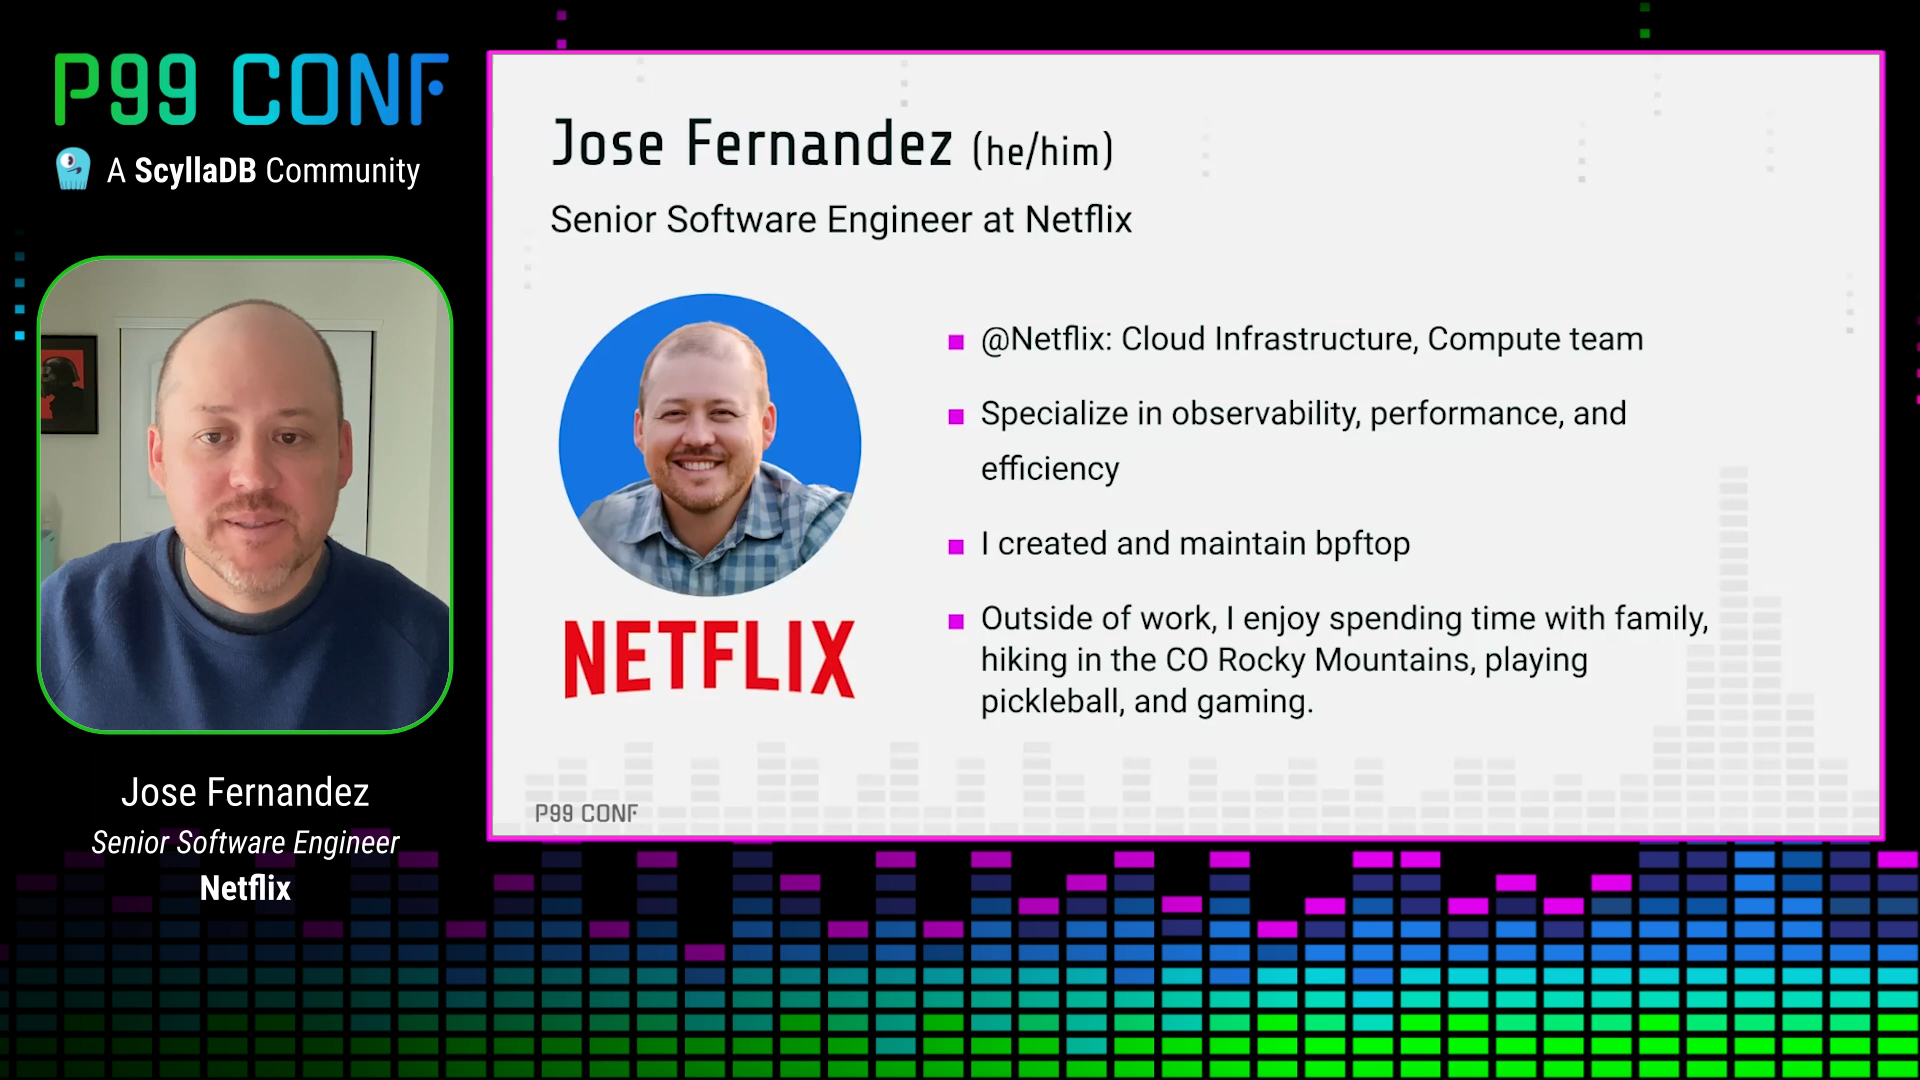 P99 CONF
A ScyllaDB Community
Jose Fernandez
Senior Software Engineer
Netflix
Jose Fernandez (he/him)
Senior Software Engineer at Netflix
NETFLIX
@Netflix: Cloud Infrastructure, Compute team
Specialize in observability, performance, and
efficiency
I created and maintain bpftop
Outside of work, I enjoy spending time with family,
hiking in the CO Rocky Mountains, playing
pickleball, and gaming.
P99 CONF